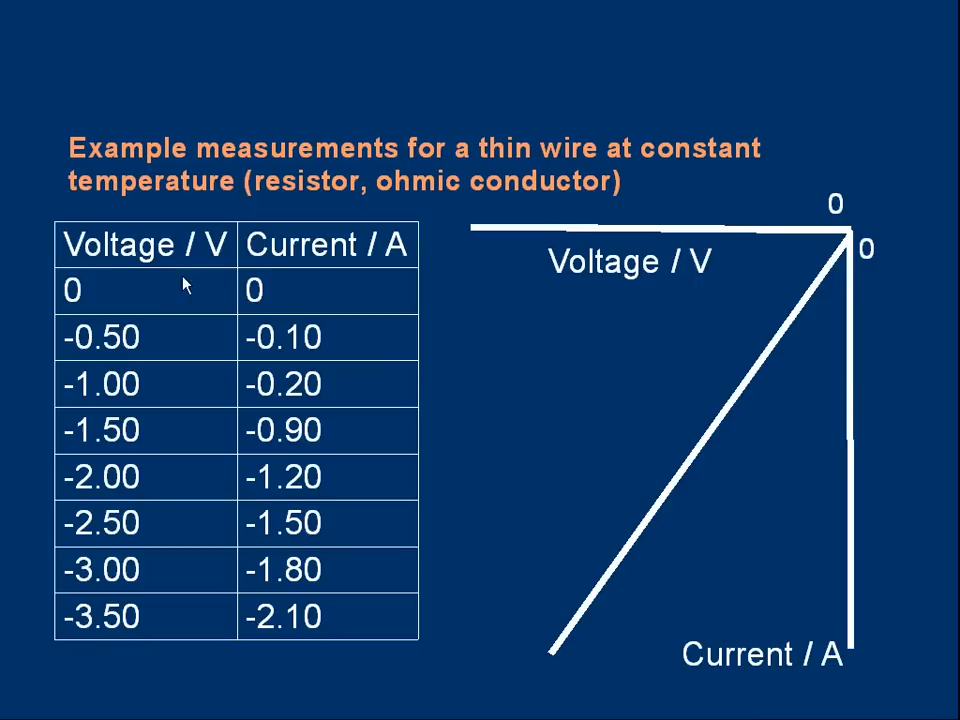 Example measurements for a thin wire at constant
temperature (resistor, ohmic conductor)
Voltage / V Current / A
0 0
-0.50 -0.10
-1.00 -0.20
-1.50 -0.90
-2.00 -1.20
-2.50 -1.50
-3.00 -1.80
-3.50 -2.10
0
0
Voltage / V
Current / A